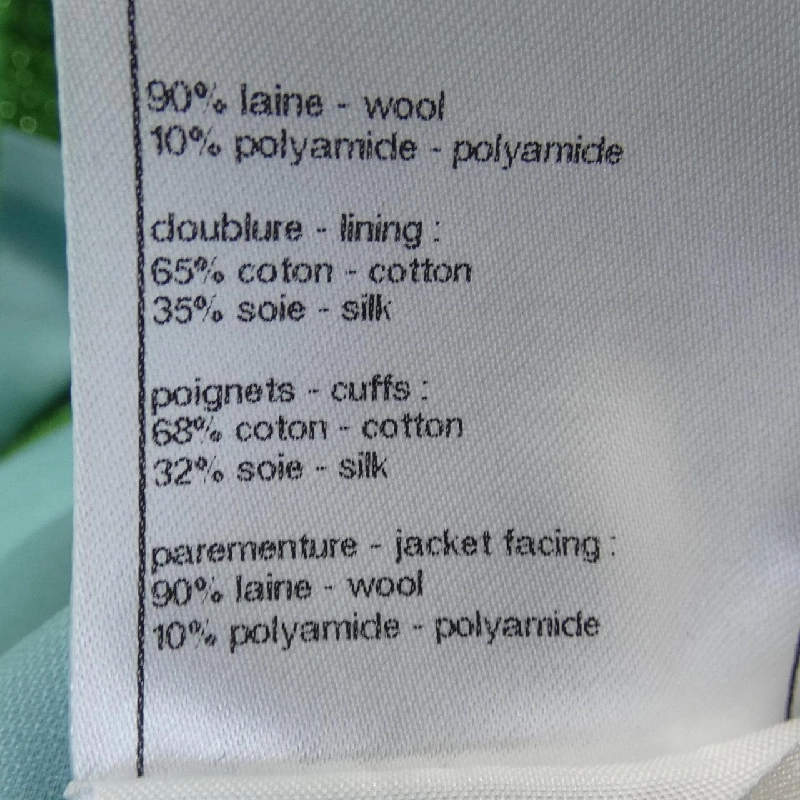 90% laine - wool
10% polyamide - polyamide
doublure - lining :
65% coton - cotton
35% soie - silk
poignets - cuffs :
68% coton - cotton
32% soie - silk
parementure - jacket facing :
90% laine - wool
10% polyamide - polyamide